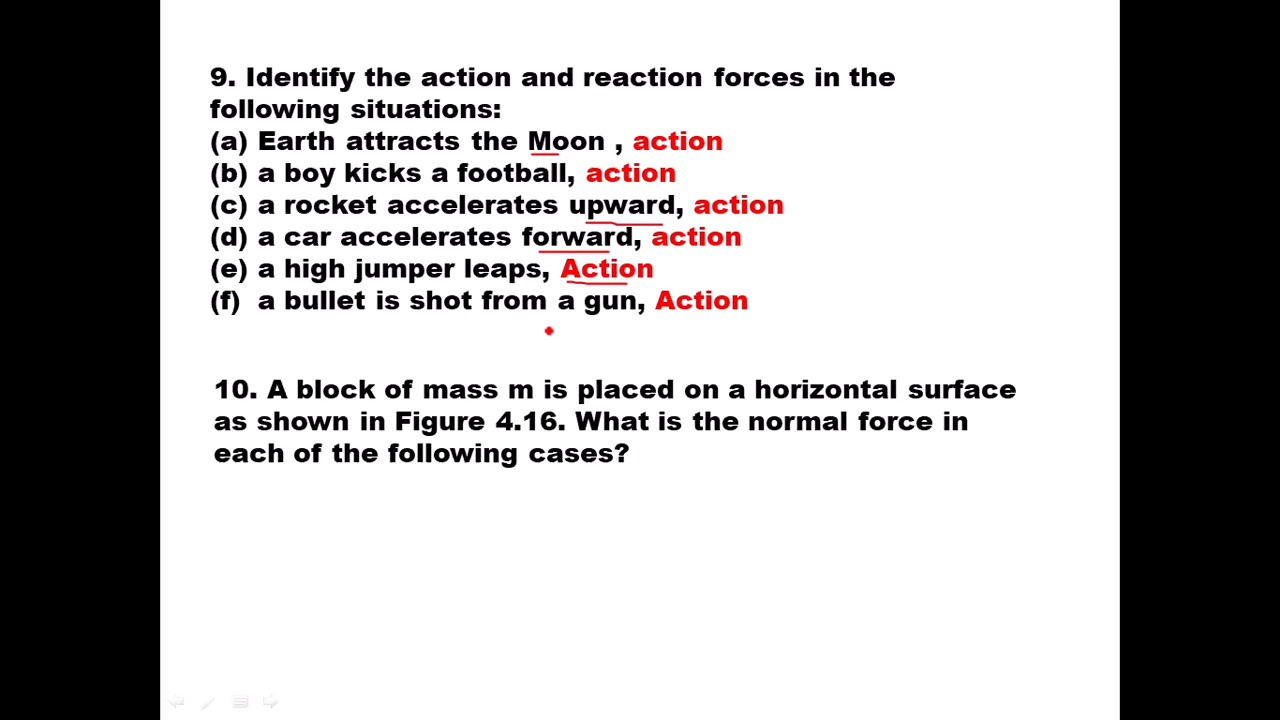 9. Identify the action and reaction forces in the
following situations:
(a) Earth attracts the Moon , action
(b) a boy kicks a football, action
(c) a rocket accelerates upward, action
(d) a car accelerates forward, action
(e) a high jumper leaps, Action
(f) a bullet is shot from a gun, Action
10. A block of mass m is placed on a horizontal surface
as shown in Figure 4.16. What is the normal force in
each of the following cases?